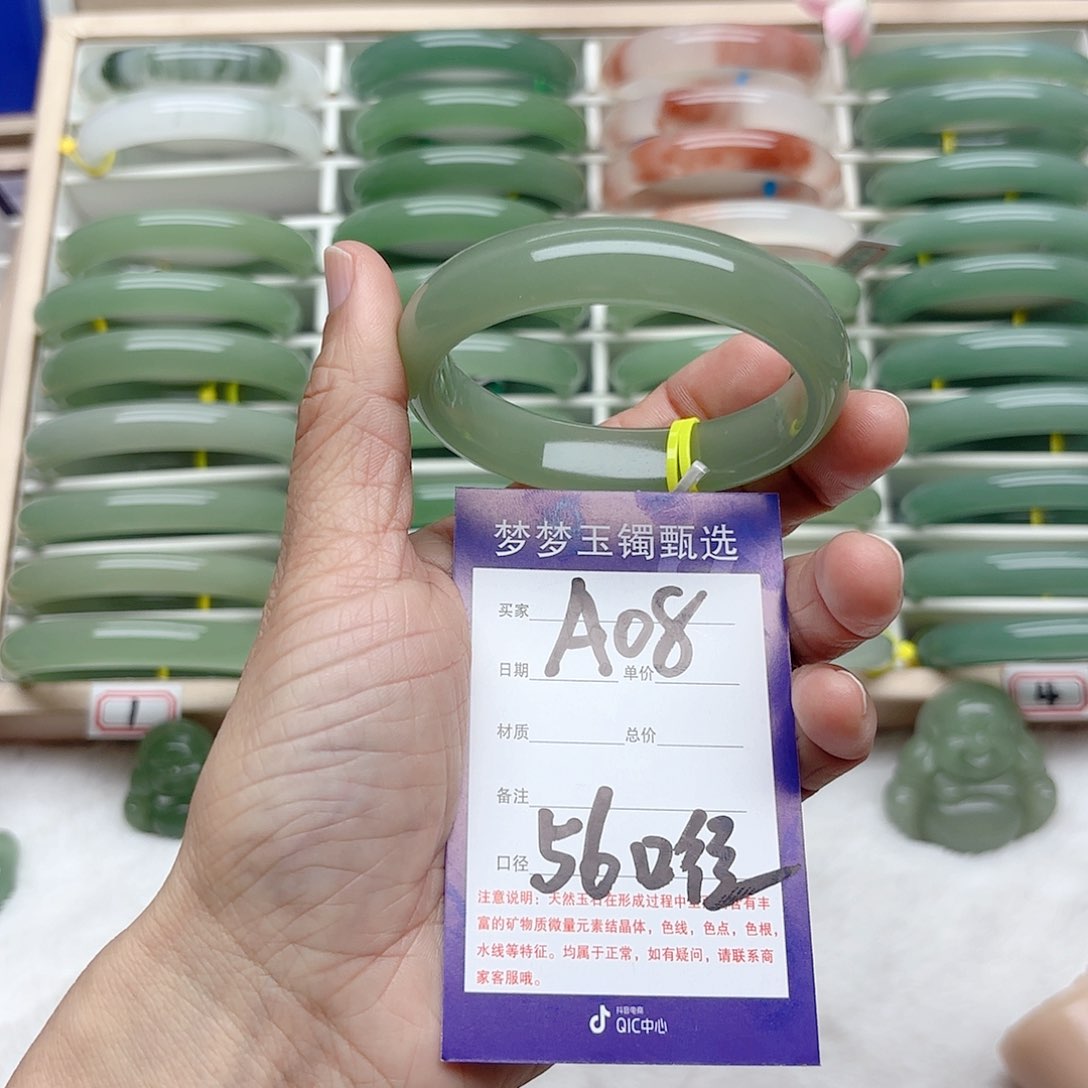 梦梦玉镯甄选
买家 A08
日期 单价
材质 总价
备注
口径 56口径
注意说明：天然玉石在形成过程中 含有丰
富的矿物质微量元素结晶体，色线，色点，色根，
水线等特征。均属于正常，如有疑问，请联系商
家客服哦。
抖音电商
QIC中心
1
4